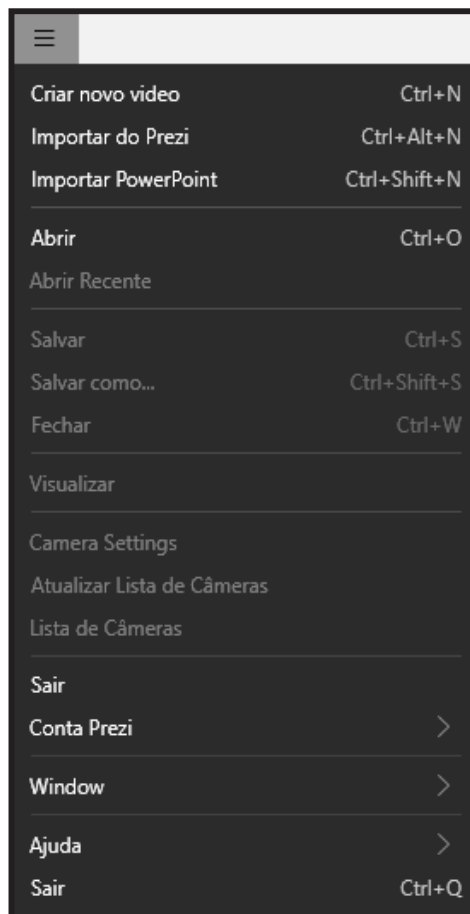 Criar novo video Ctrl+N
Importar do Prezi Ctrl+Alt+N
Importar PowerPoint Ctrl+Shift+N
Abrir Ctrl+O
Abrir Recente
Salvar Ctrl+S
Salvar como... Ctrl+Shift+S
Fechar Ctrl+W
Visualizar
Camera Settings
Atualizar Lista de Câmeras
Lista de Câmeras
Sair
Conta Prezi
Window
Ajuda
Sair Ctrl+Q